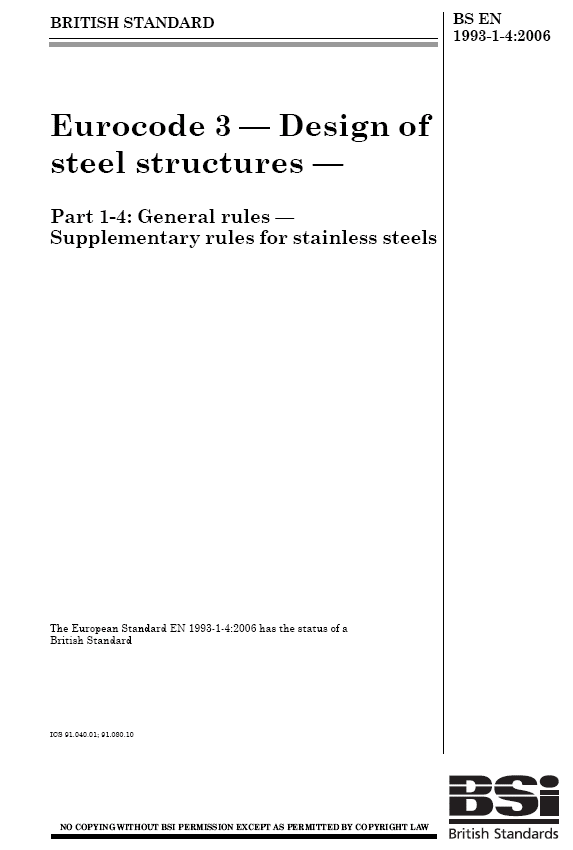 BRITISH STANDARD
BS EN
1993-1-4:2006
Eurocode 3 — Design of
steel structures —
Part 1-4: General rules —
Supplementary rules for stainless steels
The European Standard EN 1993-1-4:2006 has the status of a
British Standard
ICS 91.040.01; 91.080.10
NO COPYING WITHOUT BSI PERMISSION EXCEPT AS PERMITTED BY COPYRIGHT LAW
BSi
British Standards